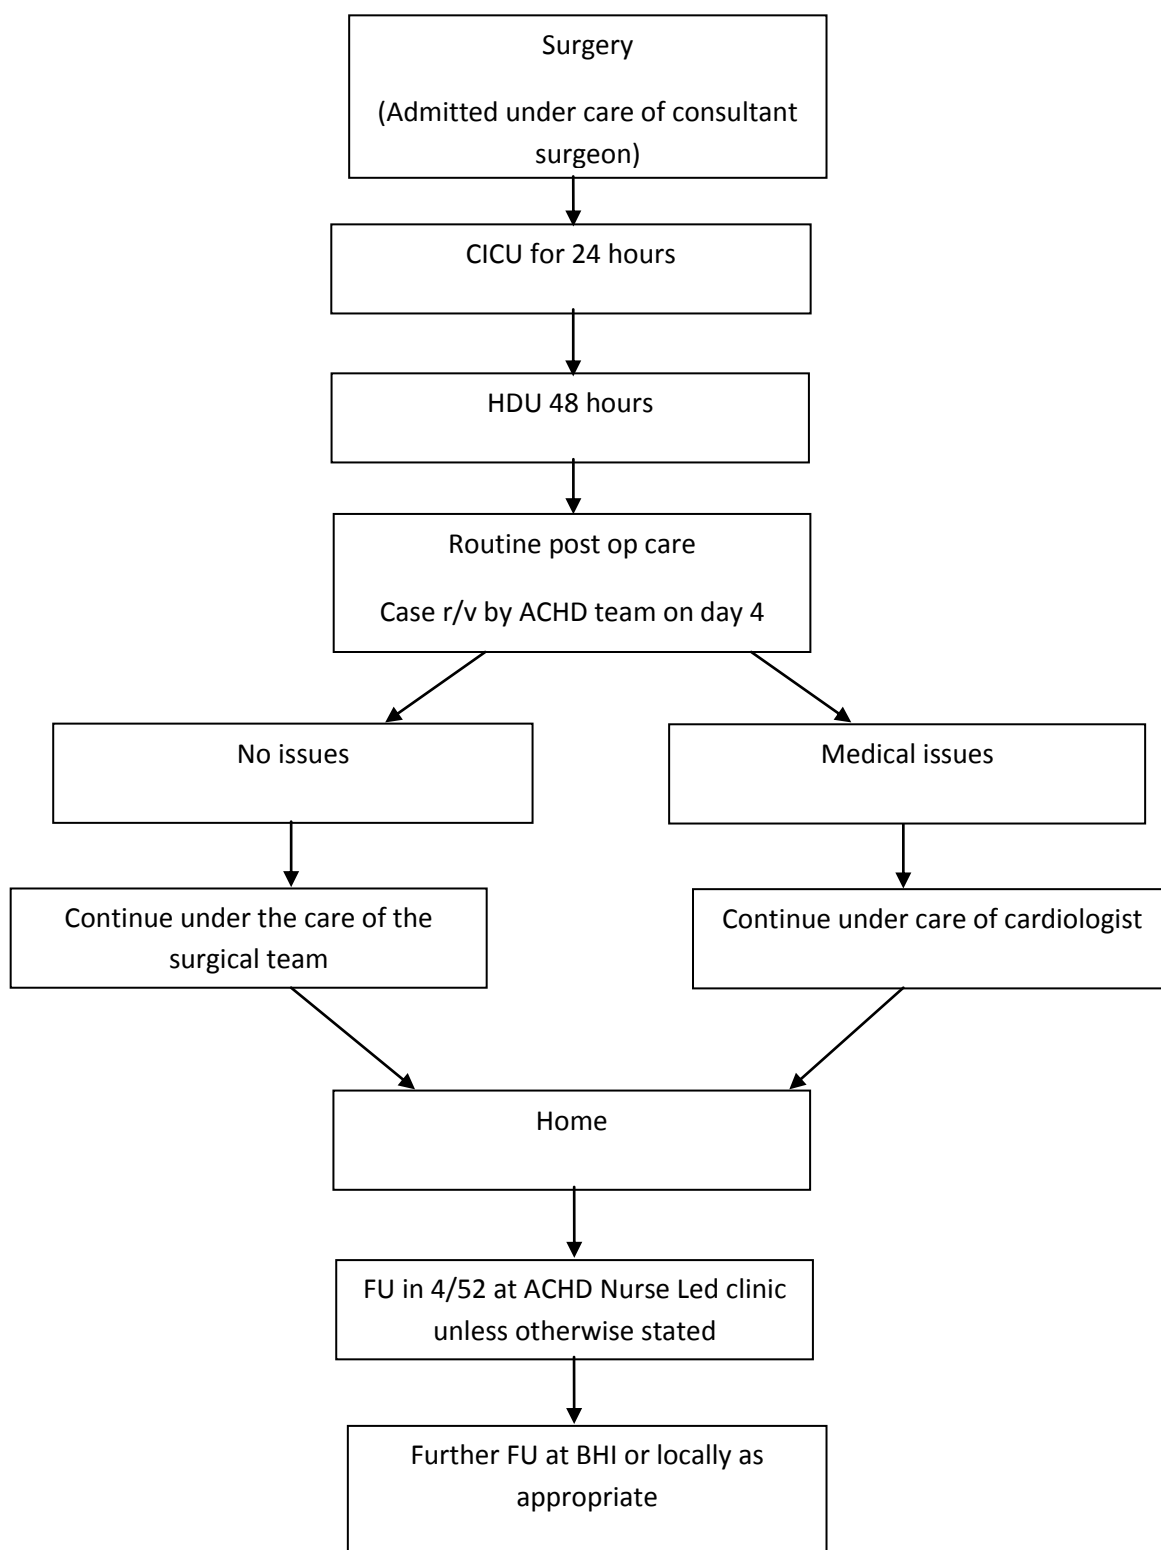 Surgery
(Admitted under care of consultant
surgeon)
CICU for 24 hours
HDU 48 hours
Routine post op care
Case r/v by ACHD team on day 4
No issues
Medical issues
Continue under the care of the
surgical team
Continue under care of cardiologist
Home
FU in 4/52 at ACHD Nurse Led clinic
unless otherwise stated
Further FU at BHI or locally as
appropriate